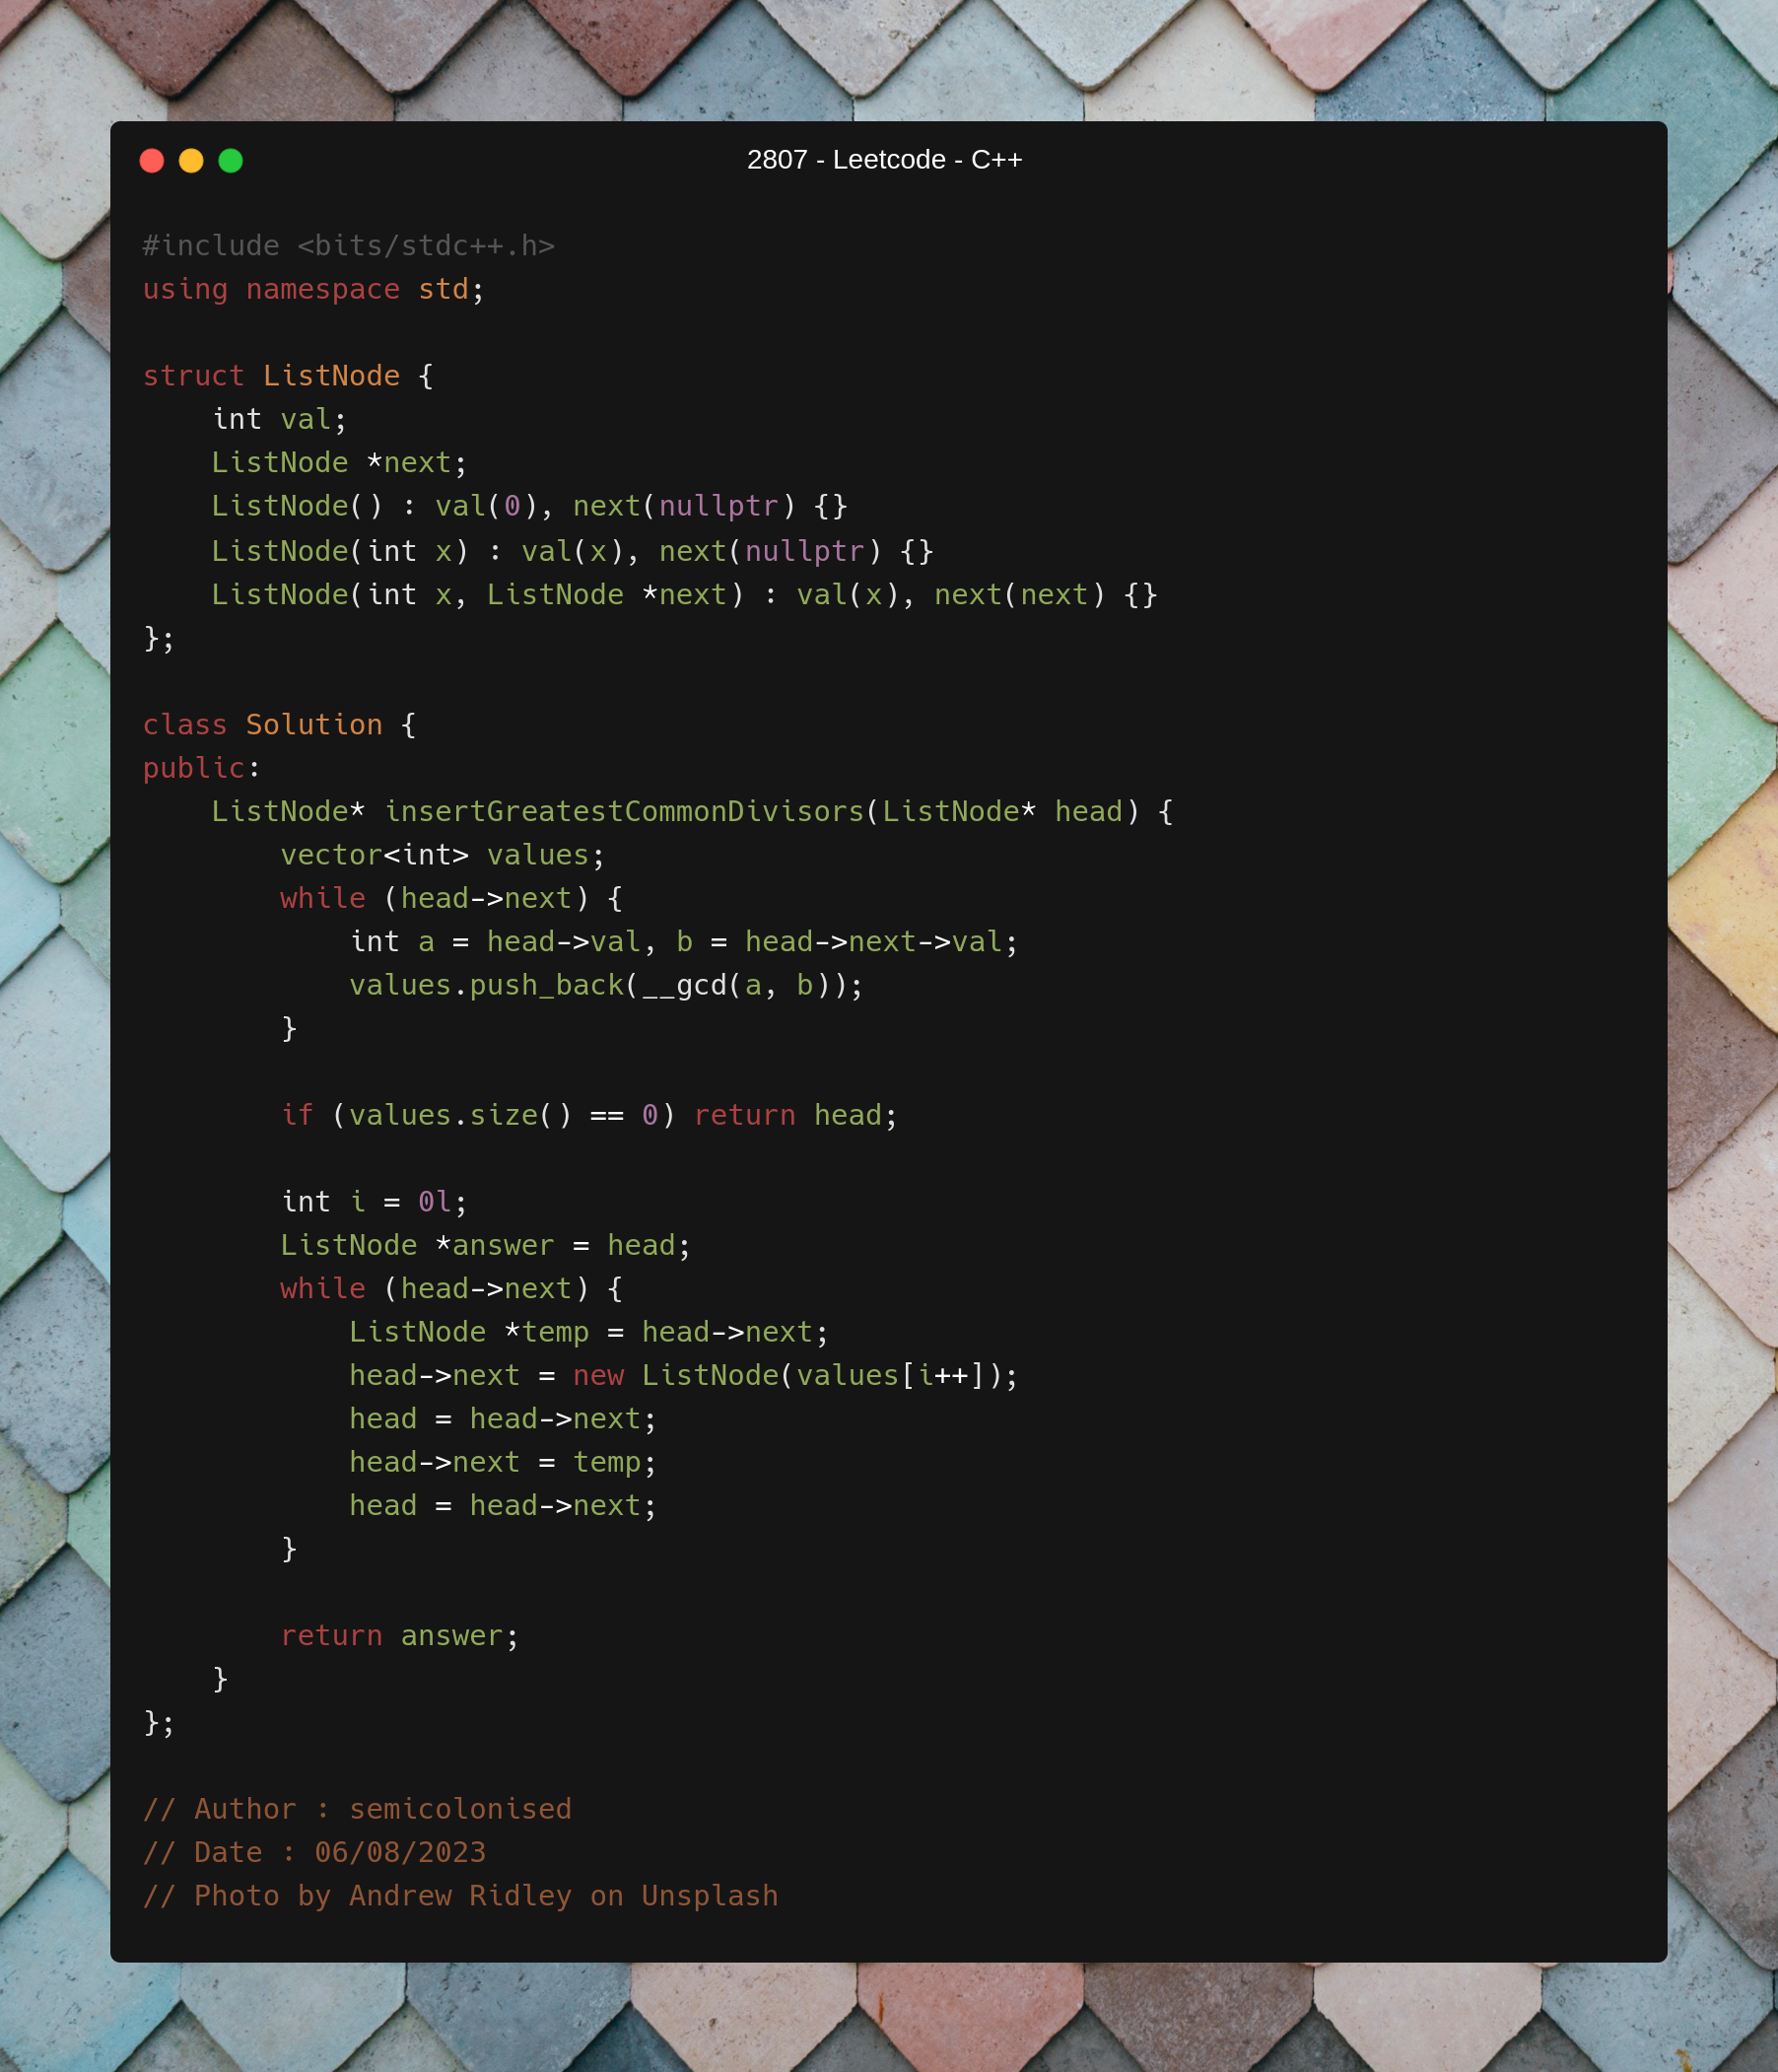 2807 - Leetcode - C++
#include <bits/stdc++.h>
using namespace std;
struct ListNode {
    int val;
    ListNode *next;
    ListNode() : val(0), next(nullptr) {}
    ListNode(int x) : val(x), next(nullptr) {}
    ListNode(int x, ListNode *next) : val(x), next(next) {}
};
class Solution {
public:
    ListNode* insertGreatestCommonDivisors(ListNode* head) {
        vector<int> values;
        while (head->next) {
            int a = head->val, b = head->next->val;
            values.push_back(__gcd(a, b));
        }
        if (values.size() == 0) return head;
        int i = 0l;
        ListNode *answer = head;
        while (head->next) {
            ListNode *temp = head->next;
            head->next = new ListNode(values[i++]);
            head = head->next;
            head->next = temp;
            head = head->next;
        }
        return answer;
    }
};
// Author : semicolonised
// Date : 06/08/2023
// Photo by Andrew Ridley on Unsplash